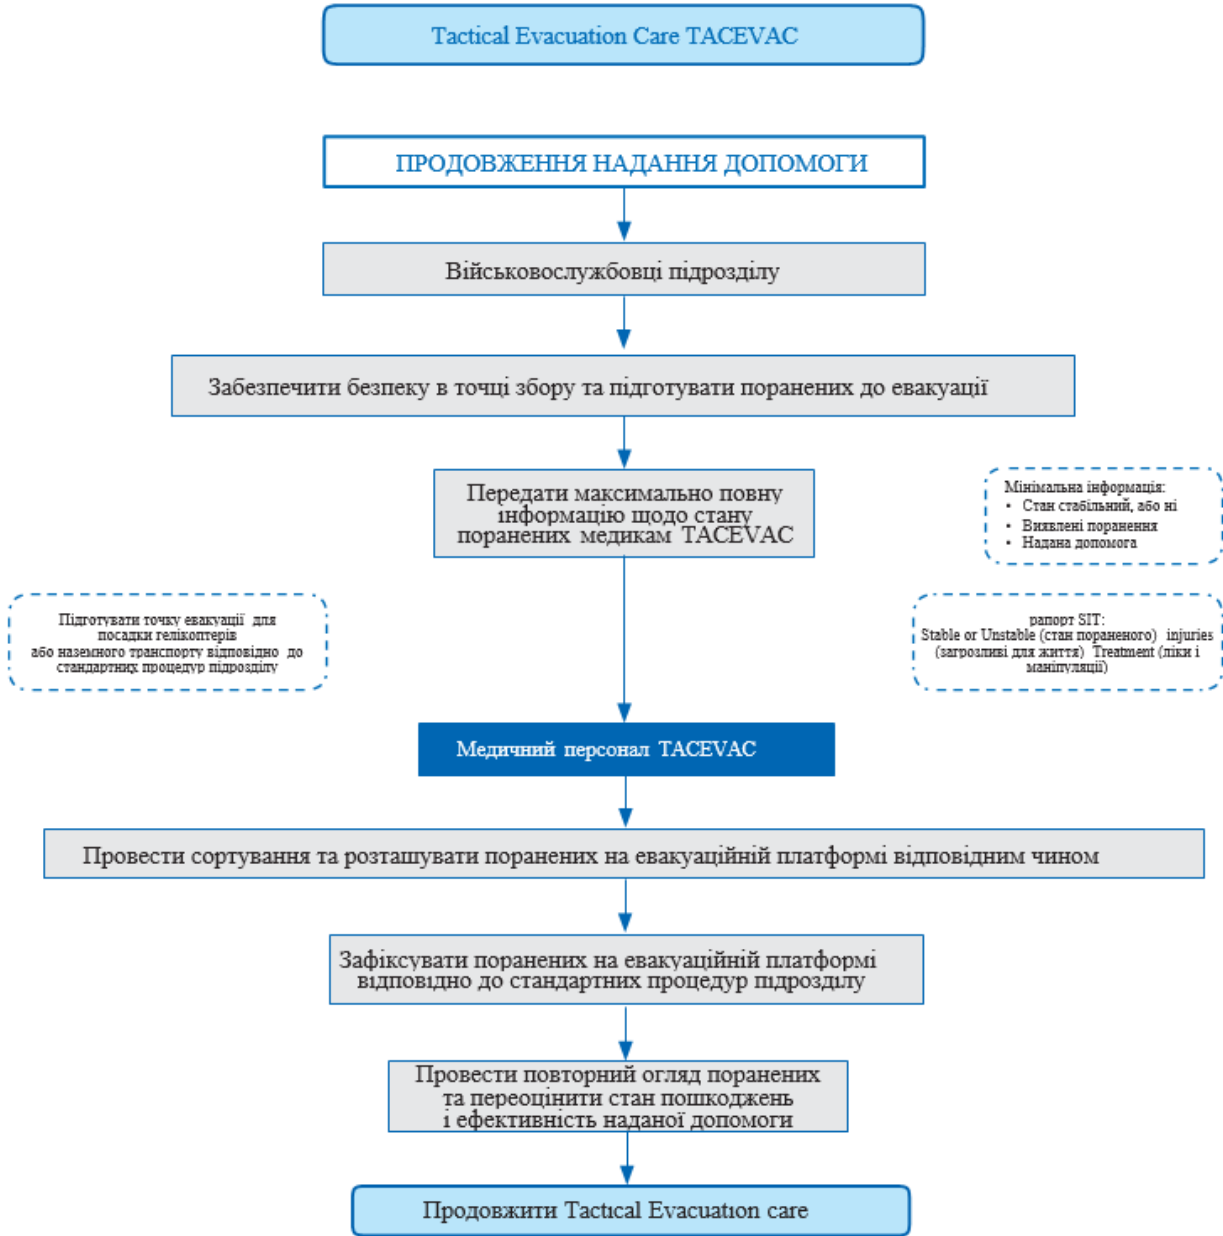 Tactical Evacuation Care TACEVAC
ПРОДОВЖЕННЯ НАДАННЯ ДОПОМОГИ
Військовослужбовці підрозділу
Забезпечити безпеку в точці збору та підготувати поранених до евакуації
Передати максимально повну
інформацію щодо стану
поранених медикам TACEVAC
Мінімальна інформація:
• Стан стабільний, або ні
• Виявлені поранення
• Надана допомога
Підготувати точку евакуації для
посадки гелікоптерів
або наземного транспорту відповідно до
стандартних процедур підрозділу
рапорт SIT:
Stable or Unstable (стан пораненого) injuries
(загрозливі для життя) Treatment (ліки і
маніпуляції)
Медичний персонал TACEVAC
Провести сортування та розташувати поранених на евакуаційній платформі відповідним чином
Зафіксувати поранених на евакуаційній платформі
відповідно до стандартних процедур підрозділу
Провести повторний огляд поранених
та переоцінити стан пошкоджень
і ефективність наданої допомоги
Продовжити Tactical Evacuation care